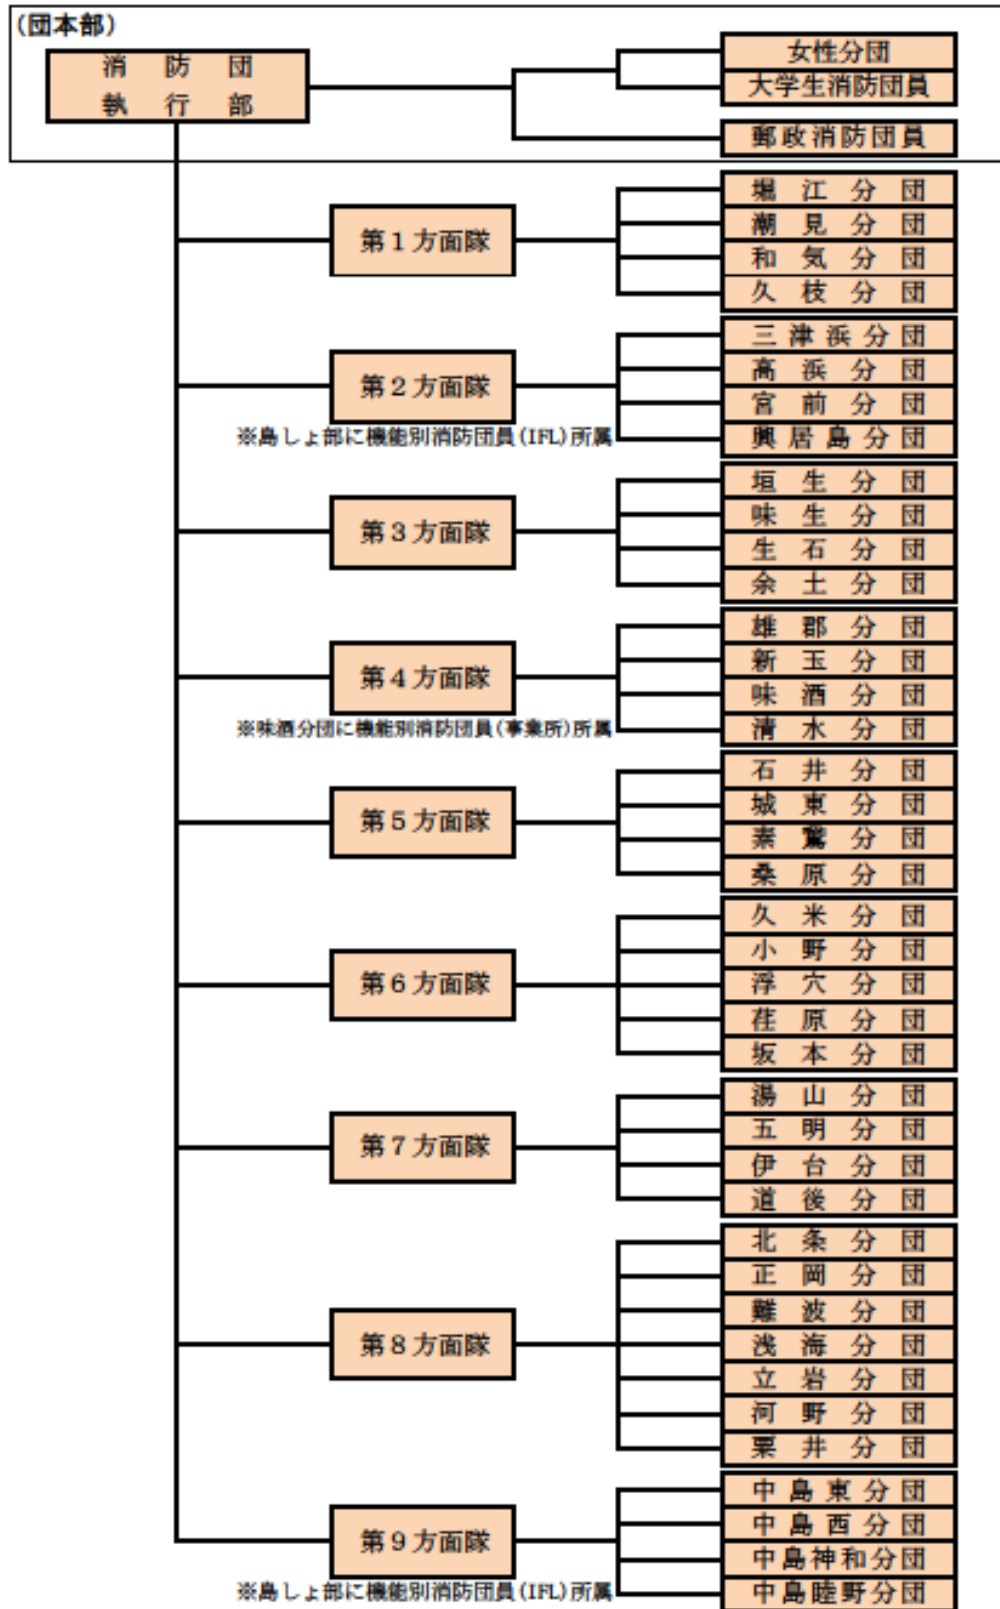 (団本部)
消防団
執行部
女性分団
大学生消防団員
郵政消防団員
第1方面隊
堀江分団
潮見分団
和気分団
久枝分団
第2方面隊
※島しょ部に機能別消防団員(IFL)所属
三津浜分団
高浜分団
宮前分団
興居島分団
第3方面隊
垣生分団
味生分団
生石分団
余土分団
第4方面隊
※味酒分団に機能別消防団員(事業所)所属
雄郡分団
新玉分団
味酒分団
清水分団
第5方面隊
石井分団
城東分団
素鵞分団
桑原分団
第6方面隊
久米分団
小野分団
浮穴分団
荏原分団
坂本分団
第7方面隊
湯山分団
五明分団
伊台分団
道後分団
第8方面隊
北条分団
正岡分団
難波分団
浅海分団
立岩分団
河野分団
粟井分団
第9方面隊
※島しょ部に機能別消防団員(IFL)所属
中島東分団
中島西分団
中島神和分団
中島睦野分団